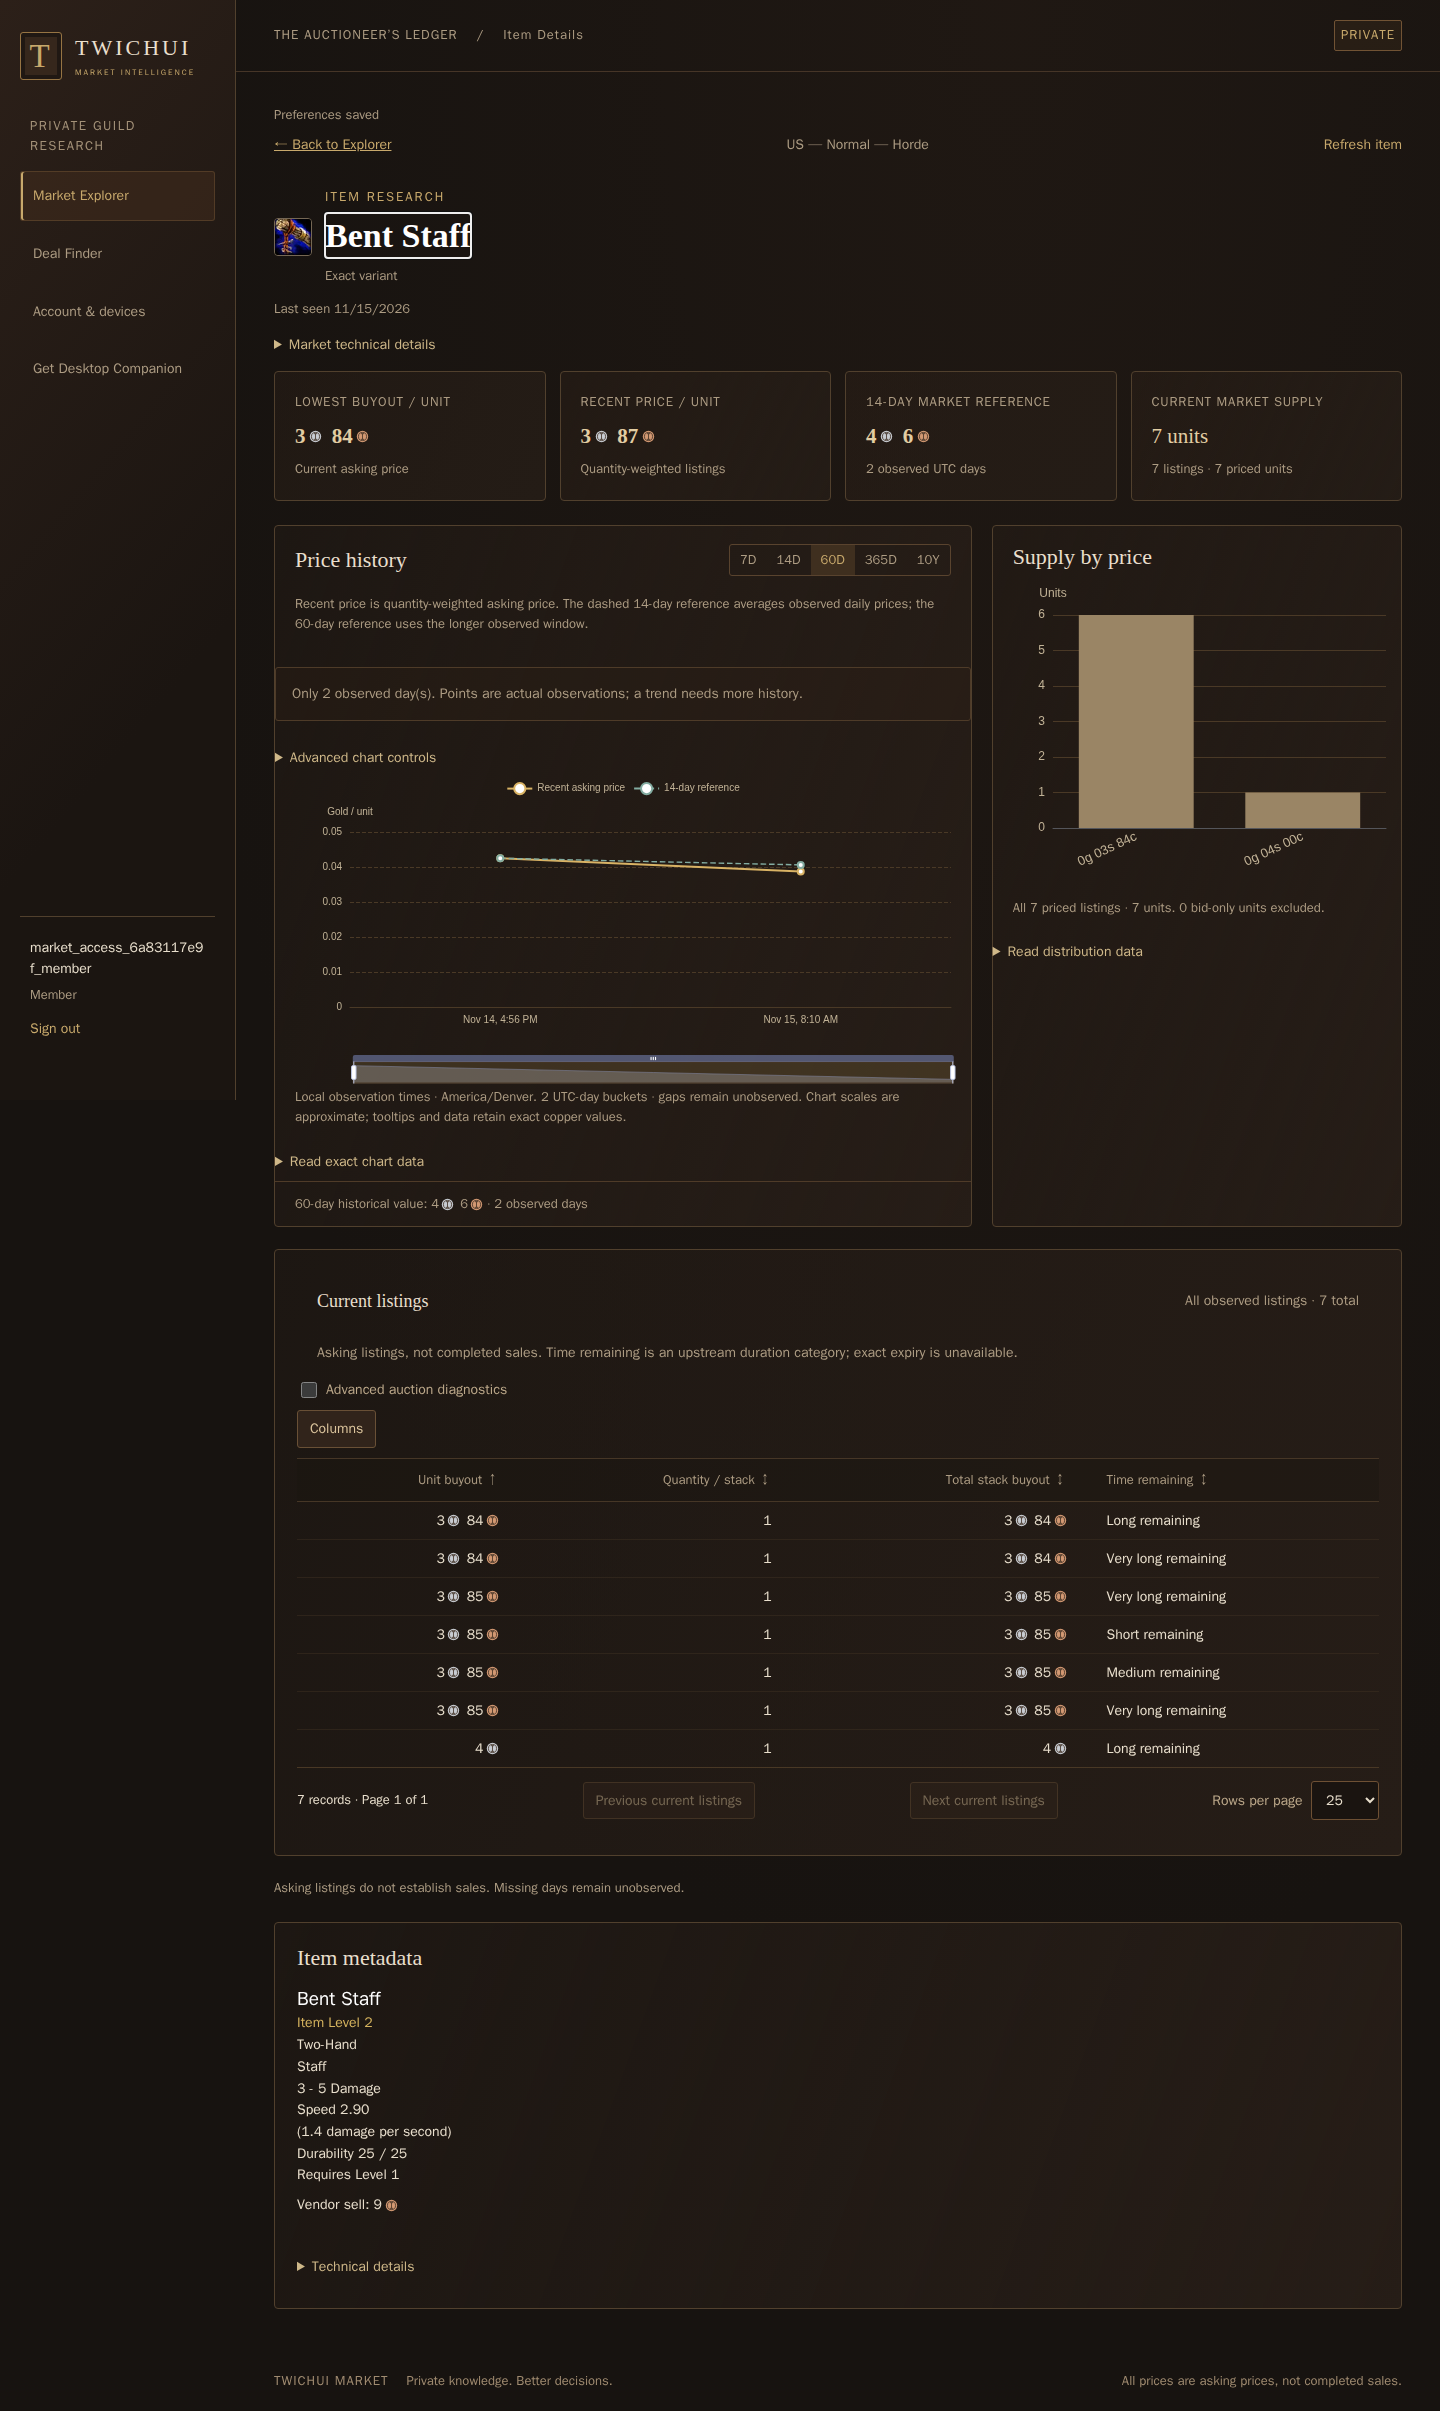 T
TWICHUI
MARKET INTELLIGENCE
PRIVATE GUILD
RESEARCH
Market Explorer
Deal Finder
Account & devices
Get Desktop Companion
market_access_6a83117e9
f_member
Member
Sign out
THE AUCTIONEER'S LEDGER / Item Details
PRIVATE
Preferences saved
← Back to Explorer
US — Normal — Horde
Refresh item
ITEM RESEARCH
Bent Staff
Exact variant
Last seen 11/15/2026
▶ Market technical details
LOWEST BUYOUT / UNIT
3 84
Current asking price
RECENT PRICE / UNIT
3 87
Quantity-weighted listings
14-DAY MARKET REFERENCE
4 6
2 observed UTC days
CURRENT MARKET SUPPLY
7 units
7 listings · 7 priced units
Price history
7D 14D 60D 365D 10Y
Recent price is quantity-weighted asking price. The dashed 14-day reference averages observed daily prices; the
60-day reference uses the longer observed window.
Only 2 observed day(s). Points are actual observations; a trend needs more history.
▶ Advanced chart controls
Recent asking price 14-day reference
Gold / unit
0.05
0.04
0.03
0.02
0.01
0
Nov 14, 4:56 PM Nov 15, 8:10 AM
Local observation times · America/Denver. 2 UTC-day buckets · gaps remain unobserved. Chart scales are
approximate; tooltips and data retain exact copper values.
▶ Read exact chart data
60-day historical value: 4 6 · 2 observed days
Supply by price
Units
6
5
4
3
2
1
0
0g 03s 84c 0g 04s 00c
All 7 priced listings · 7 units. 0 bid-only units excluded.
▶ Read distribution data
Current listings
All observed listings · 7 total
Asking listings, not completed sales. Time remaining is an upstream duration category; exact expiry is unavailable.
Advanced auction diagnostics
Columns
Unit buyout ↑ Quantity / stack ↕ Total stack buyout ↕ Time remaining ↕
3 84 1 3 84 Long remaining
3 84 1 3 84 Very long remaining
3 85 1 3 85 Very long remaining
3 85 1 3 85 Short remaining
3 85 1 3 85 Medium remaining
3 85 1 3 85 Very long remaining
4 1 4 Long remaining
7 records · Page 1 of 1
Previous current listings
Next current listings
Rows per page 25
Asking listings do not establish sales. Missing days remain unobserved.
Item metadata
Bent Staff
Item Level 2
Two-Hand
Staff
3 - 5 Damage
Speed 2.90
(1.4 damage per second)
Durability 25 / 25
Requires Level 1
Vendor sell: 9
▶ Technical details
TWICHUI MARKET Private knowledge. Better decisions.
All prices are asking prices, not completed sales.